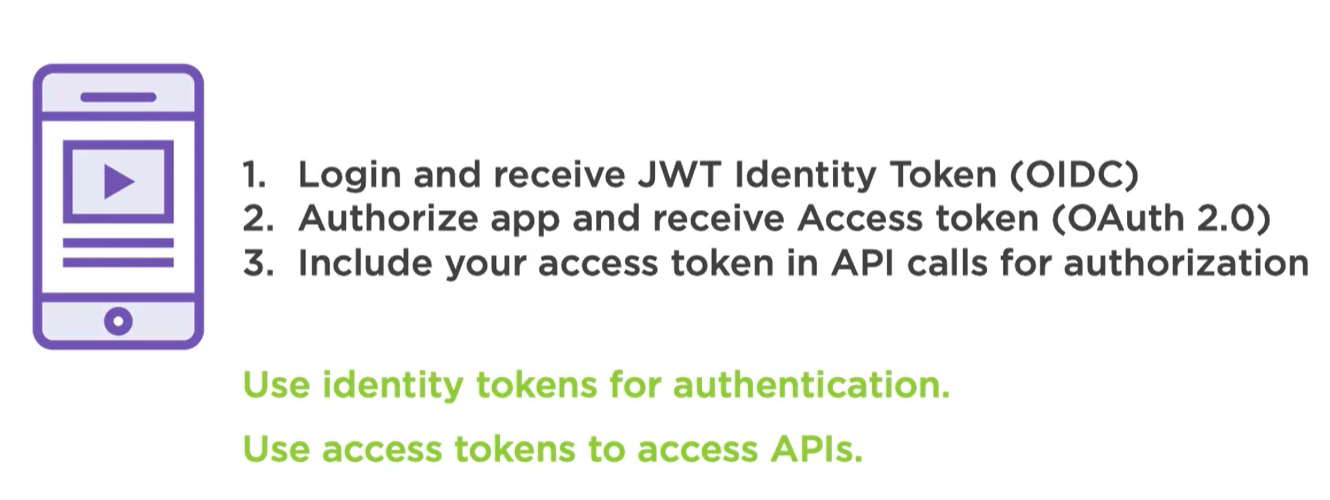 1. Login and receive JWT Identity Token (OIDC)
2. Authorize app and receive Access token (OAuth 2.0)
3. Include your access token in API calls for authorization
Use identity tokens for authentication.
Use access tokens to access APIs.